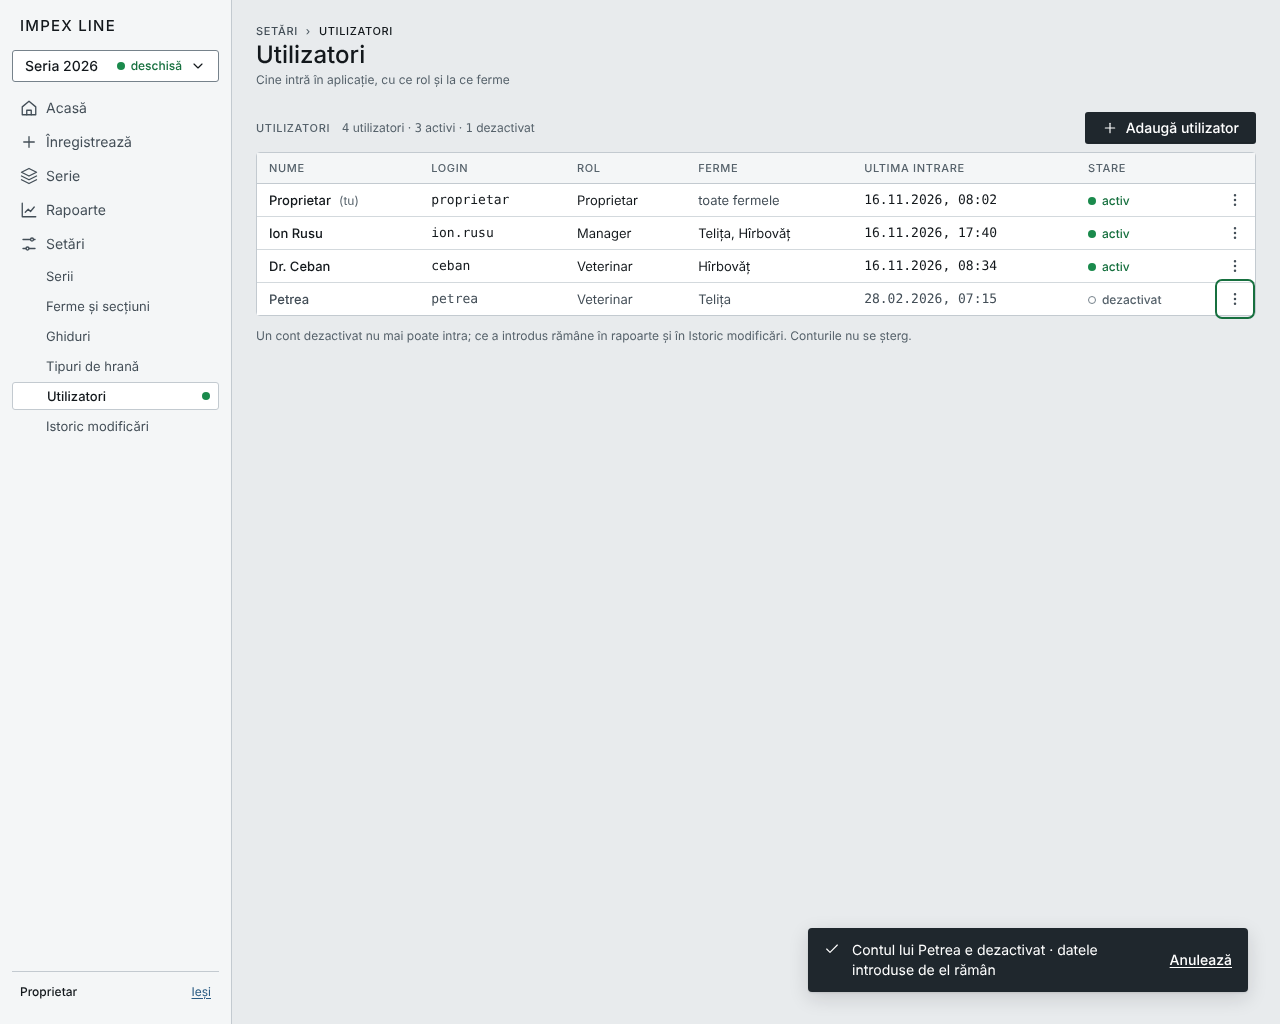 IMPEX LINE
Seria 2026 deschisă
Acasă
Înregistrează
Serie
Rapoarte
Setări
Serii
Ferme și secțiuni
Ghiduri
Tipuri de hrană
Utilizatori
Istoric modificări
Proprietar Ieși
SETĂRI › UTILIZATORI
Utilizatori
Cine intră în aplicație, cu ce rol și la ce ferme
UTILIZATORI 4 utilizatori · 3 activi · 1 dezactivat
+ Adaugă utilizator
NUME LOGIN ROL FERME ULTIMA INTRARE STARE
Proprietar (tu) proprietar Proprietar toate fermele 16.11.2026, 08:02 activ
Ion Rusu ion.rusu Manager Telița, Hîrbovăț 16.11.2026, 17:40 activ
Dr. Ceban ceban Veterinar Hîrbovăț 16.11.2026, 08:34 activ
Petrea petrea Veterinar Telița 28.02.2026, 07:15 dezactivat
Un cont dezactivat nu mai poate intra; ce a introdus rămâne în rapoarte și în Istoric modificări. Conturile nu se șterg.
Contul lui Petrea e dezactivat · datele
introduse de el rămân
Anulează